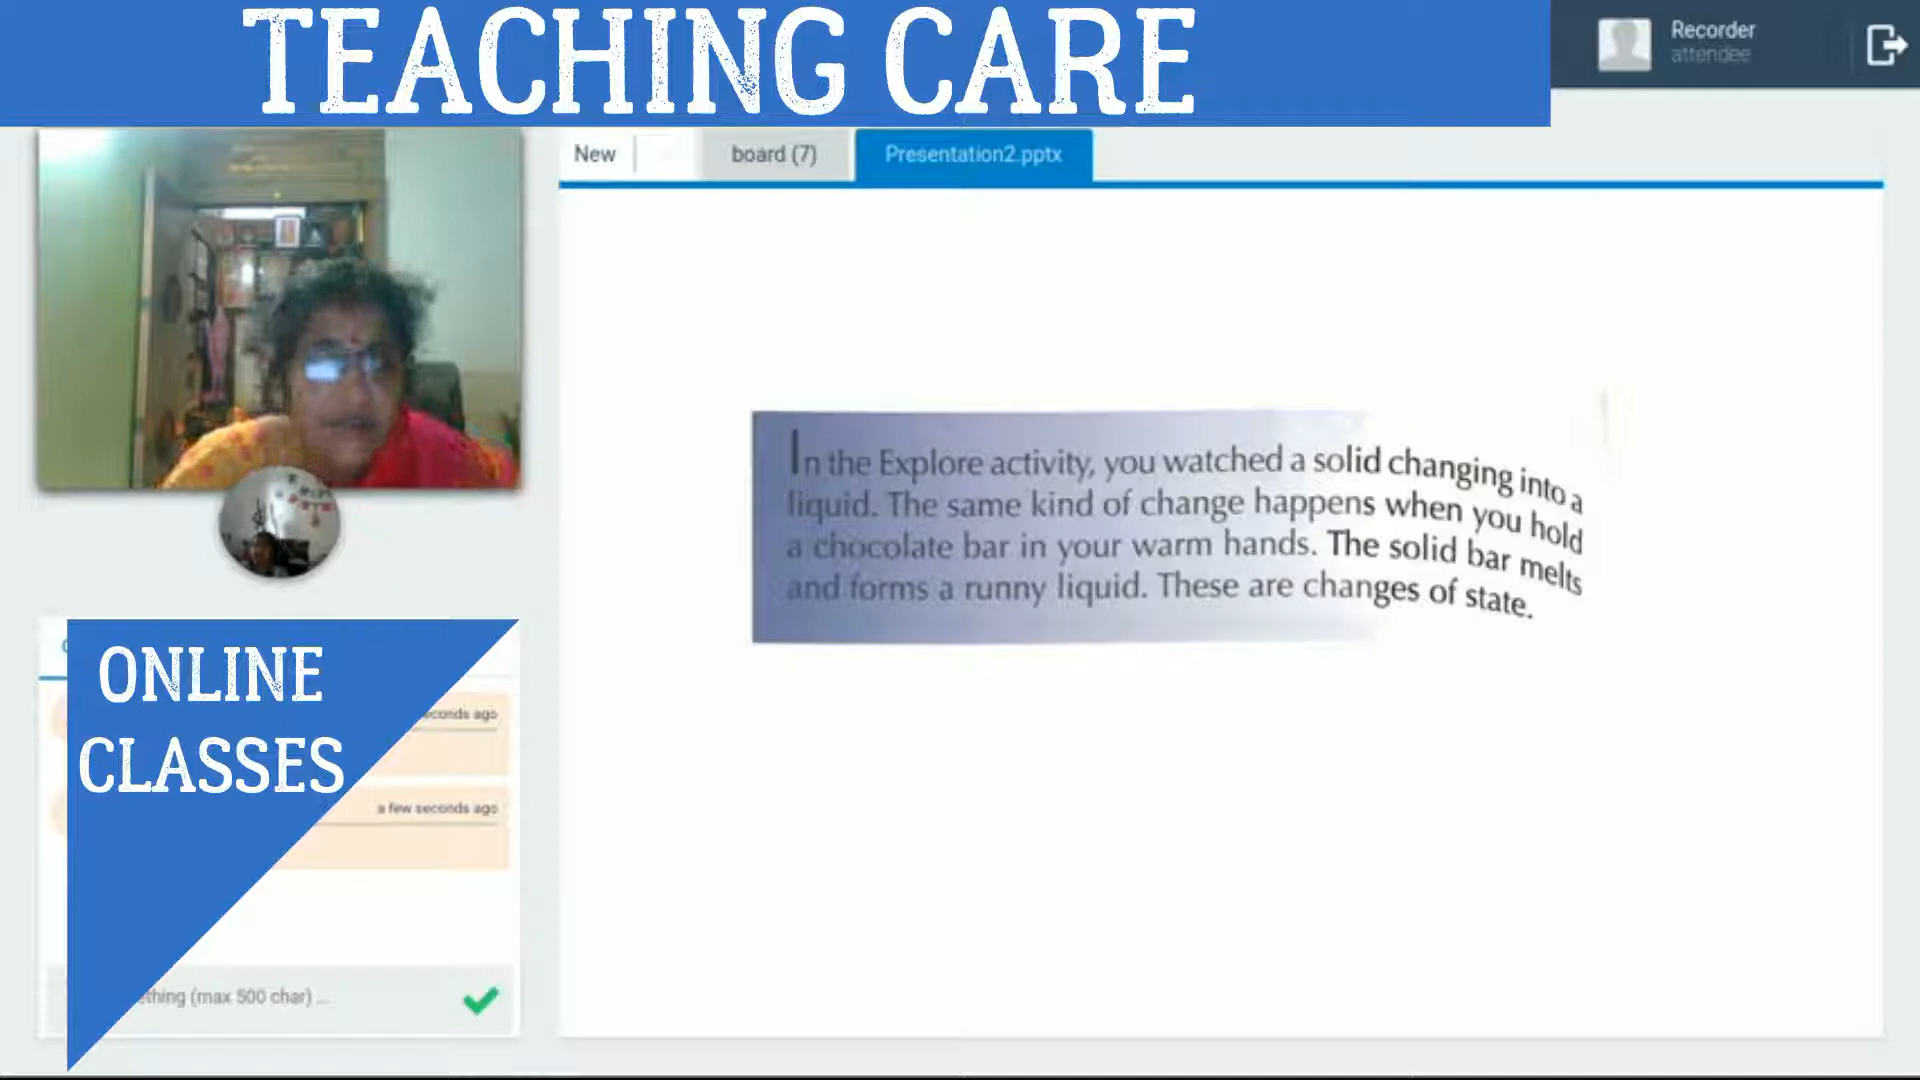 TEACHING CARE
Recorder
attendee
New
board (7)
Presentation2.pptx
In the Explore activity, you watched a solid changing into a
liquid. The same kind of change happens when you hold
a chocolate bar in your warm hands. The solid bar melts
and forms a runny liquid. These are changes of state.
ONLINE
CLASSES
seconds ago
a few seconds ago
(max 500 char) ...